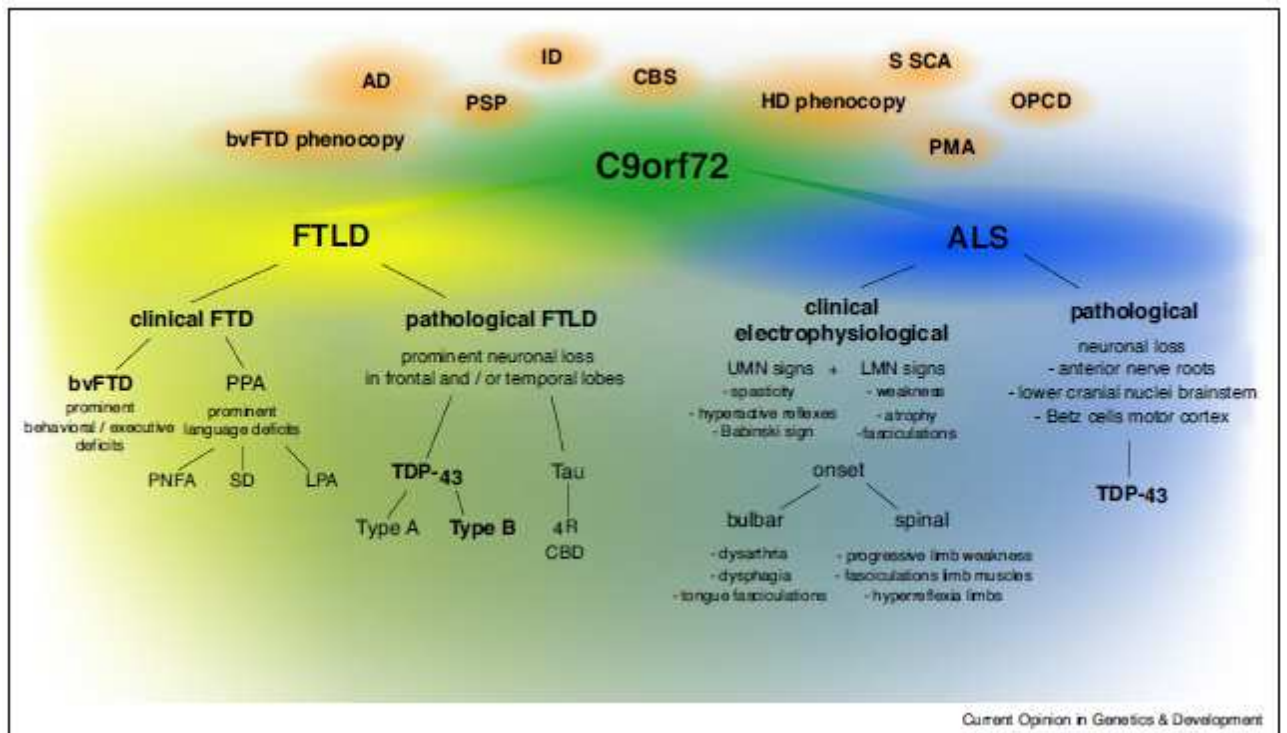 ID
S SCA
AD
CBS
PSP
HD phenocopy
OPCD
bvFTD phenocopy
PMA
C9orf72
FTLD
ALS
clinical FTD
pathological FTLD
clinical
electrophysiological
pathological
prominent neuronal loss
in frontal and / or temporal lobes
bvFTD
prominent
behavioral / executive
deficits
PPA
prominent
language deficits
PNFA
SD
LPA
TDP-43
Tau
Type A
Type B
4R
CBD
UMN signs + LMN signs
- spasticity
- hyperactive reflexes
- Babinski sign
- weakness
- atrophy
-fasciculations
onset
bulbar
spinal
- dysarthria
- dysphagia
- tongue fasciculations
- progressive limb weakness
- fasciculations limb muscles
- hyperreflexia limbs
neuronal loss
- anterior nerve roots
- lower cranial nuclei brainstem
- Betz cells motor cortex
TDP-43
Current Opinion in Genetics & Development